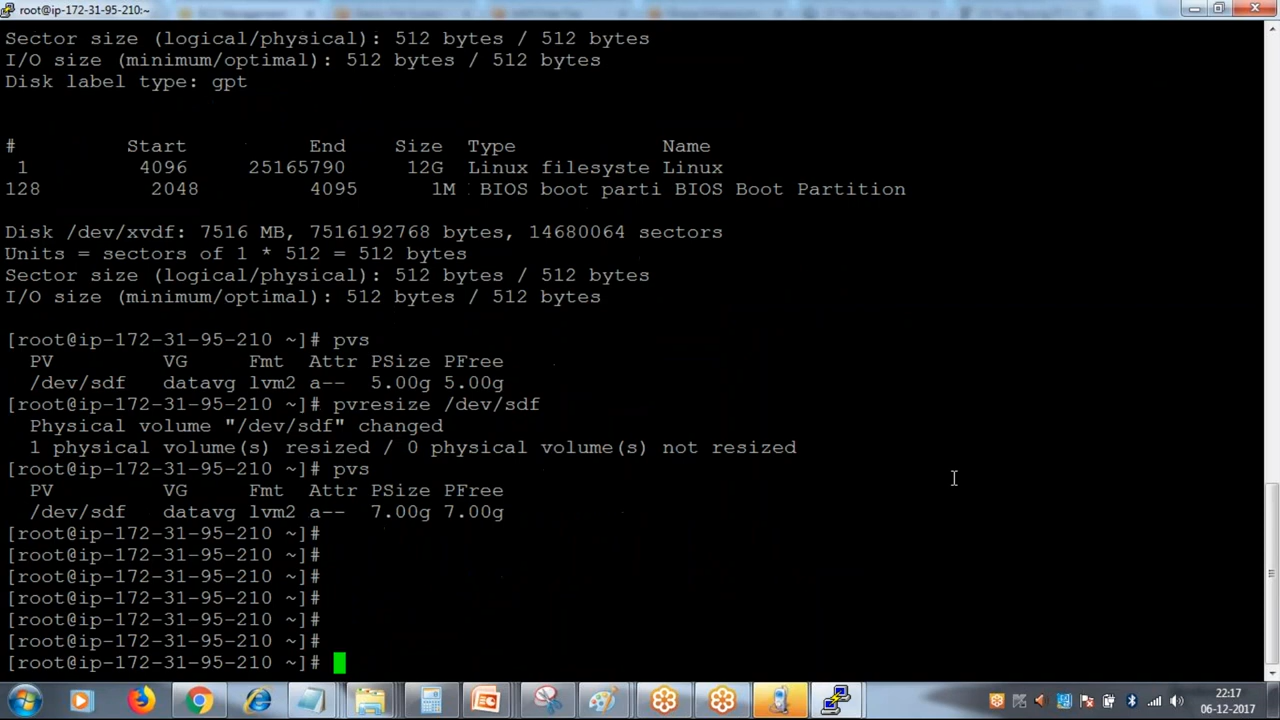 root@ip-172-31-95-210:~
Sector size (logical/physical): 512 bytes / 512 bytes
I/O size (minimum/optimal): 512 bytes / 512 bytes
Disk label type: gpt
#         Start          End    Size  Type            Name
 1         4096     25165790     12G  Linux filesyste Linux
128         2048         4095      1M  BIOS boot parti BIOS Boot Partition
Disk /dev/xvdf: 7516 MB, 7516192768 bytes, 14680064 sectors
Units = sectors of 1 * 512 = 512 bytes
Sector size (logical/physical): 512 bytes / 512 bytes
I/O size (minimum/optimal): 512 bytes / 512 bytes
[root@ip-172-31-95-210 ~]# pvs
  PV         VG     Fmt  Attr PSize PFree
  /dev/sdf   datavg lvm2 a--  5.00g 5.00g
[root@ip-172-31-95-210 ~]# pvresize /dev/sdf
  Physical volume "/dev/sdf" changed
  1 physical volume(s) resized / 0 physical volume(s) not resized
[root@ip-172-31-95-210 ~]# pvs
  PV         VG     Fmt  Attr PSize PFree
  /dev/sdf   datavg lvm2 a--  7.00g 7.00g
[root@ip-172-31-95-210 ~]#
[root@ip-172-31-95-210 ~]#
[root@ip-172-31-95-210 ~]#
[root@ip-172-31-95-210 ~]#
[root@ip-172-31-95-210 ~]#
[root@ip-172-31-95-210 ~]#
[root@ip-172-31-95-210 ~]#
22:17
06-12-2017